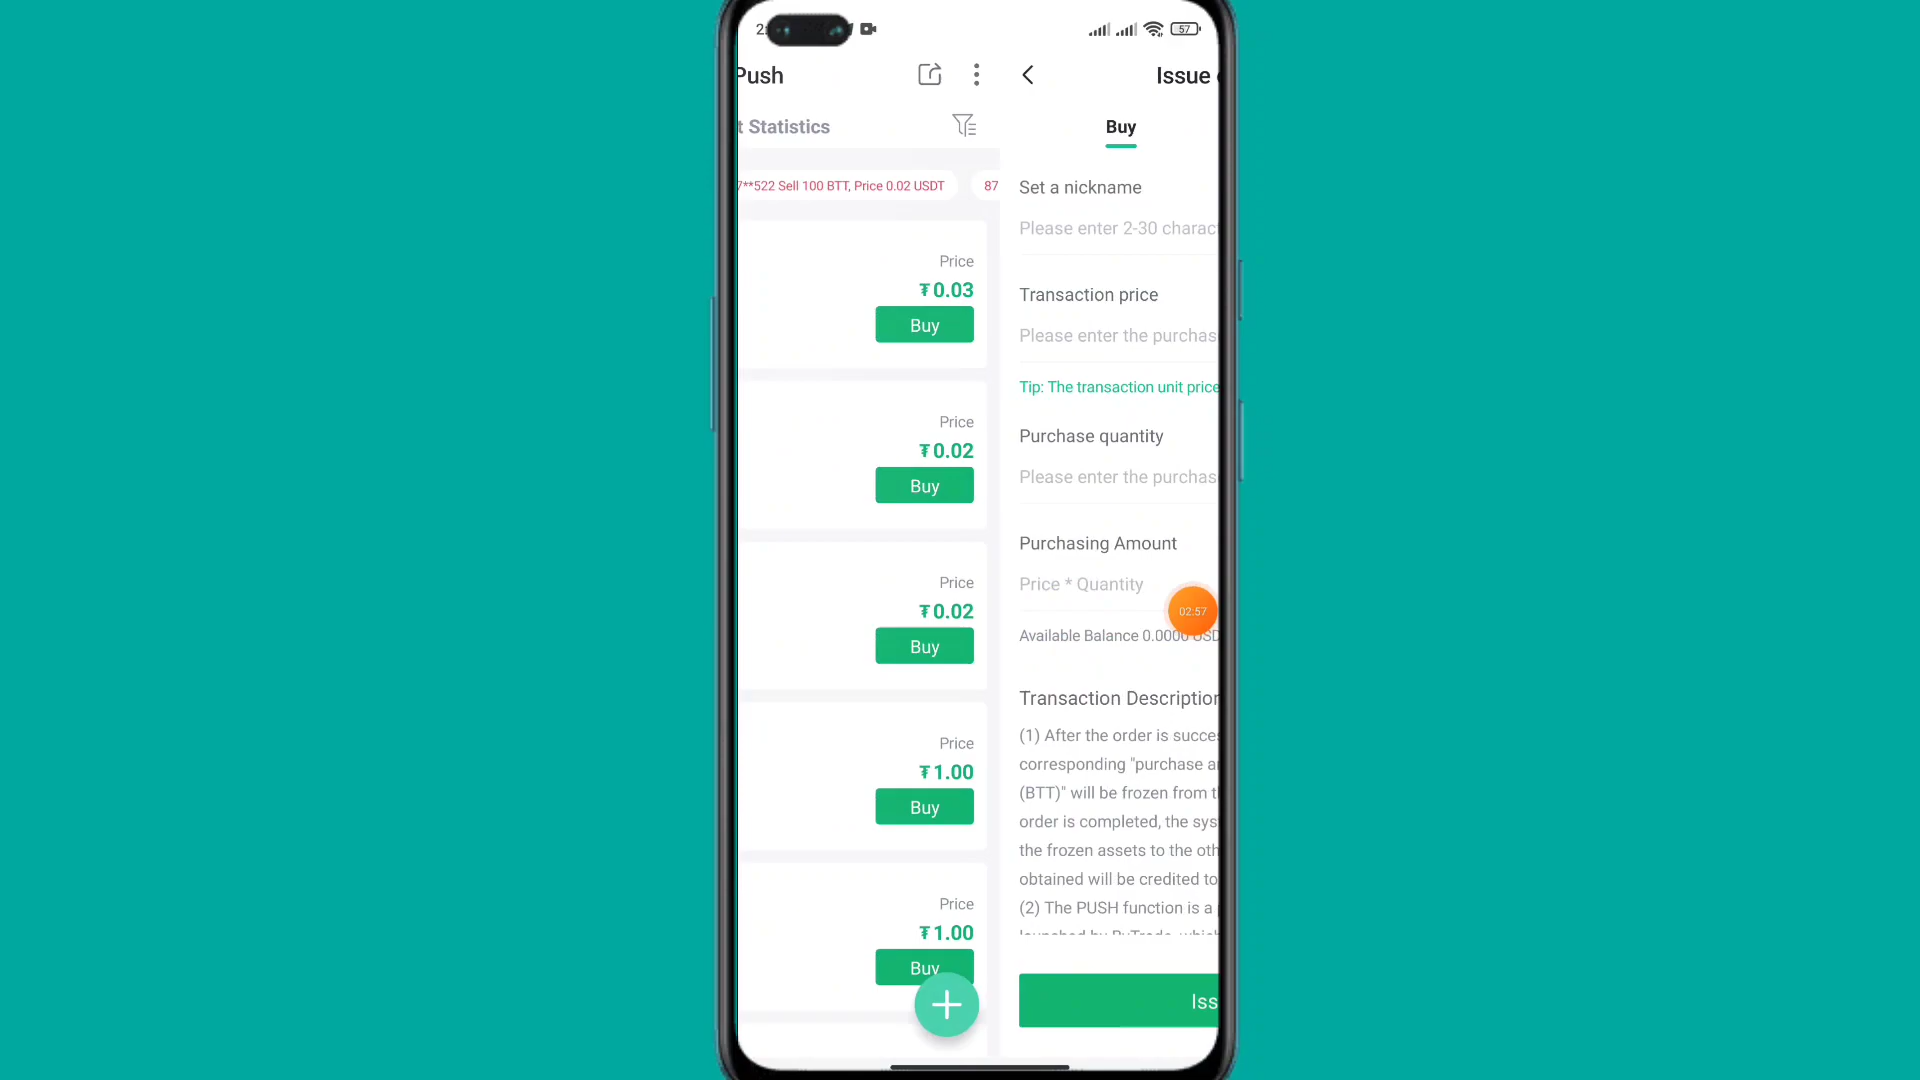 57
Push
t Statistics
7**522 Sell 100 BTT, Price 0.02 USDT
87
Price
₮0.03
Buy
Price
₮0.02
Buy
Price
₮0.02
Buy
Price
₮1.00
Buy
Price
₮1.00
Buy
Issue
Buy
Set a nickname
Please enter 2-30 charact
Transaction price
Please enter the purchas
Tip: The transaction unit price
Purchase quantity
Please enter the purchas
Purchasing Amount
Price * Quantity
02:57
Available Balance 0.0000 USD
Transaction Description
(1) After the order is succes
corresponding "purchase a
(BTT)" will be frozen from t
order is completed, the sys
the frozen assets to the oth
obtained will be credited to
(2) The PUSH function is a
Iss